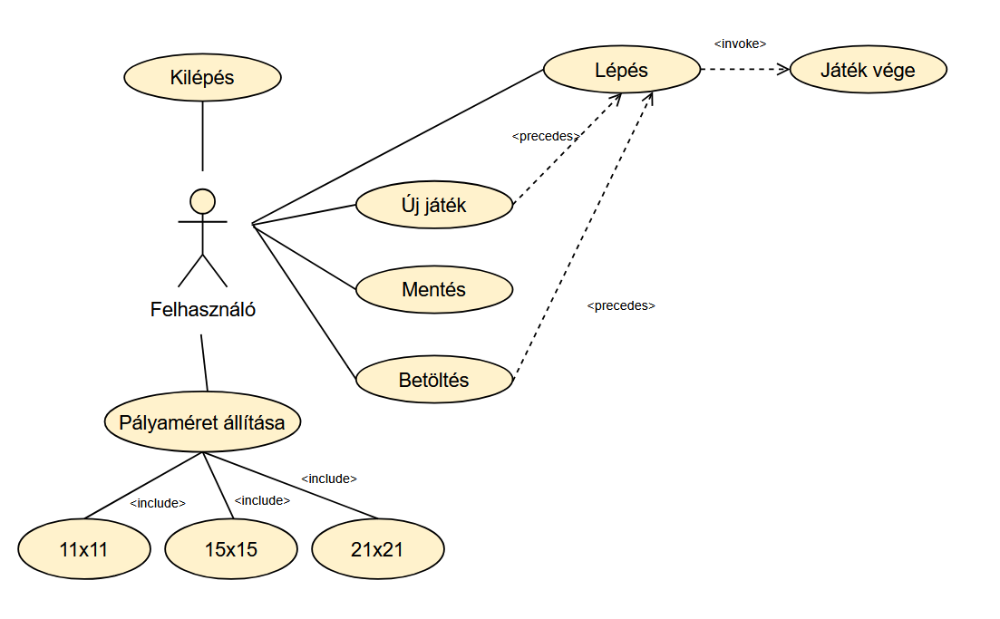 <invoke>
Kilépés
Lépés
Játék vége
<precedes>
Új játék
Mentés
Felhasználó
<precedes>
Betöltés
Pályaméret állítása
<include>
<include>
<include>
11x11
15x15
21x21